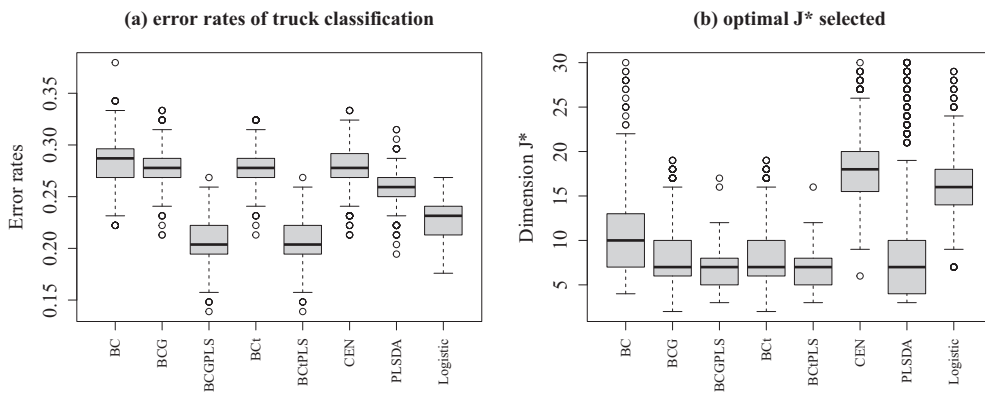 (a) error rates of truck classification
Error rates
0.35
0.30
0.25
0.20
0.15
BC
BCG
BCGPLS
BCt
BCtPLS
CEN
PLSDA
Logistic
(b) optimal J* selected
Dimension J*
30
20
10
5
BC
BCG
BCGPLS
BCt
BCtPLS
CEN
PLSDA
Logistic